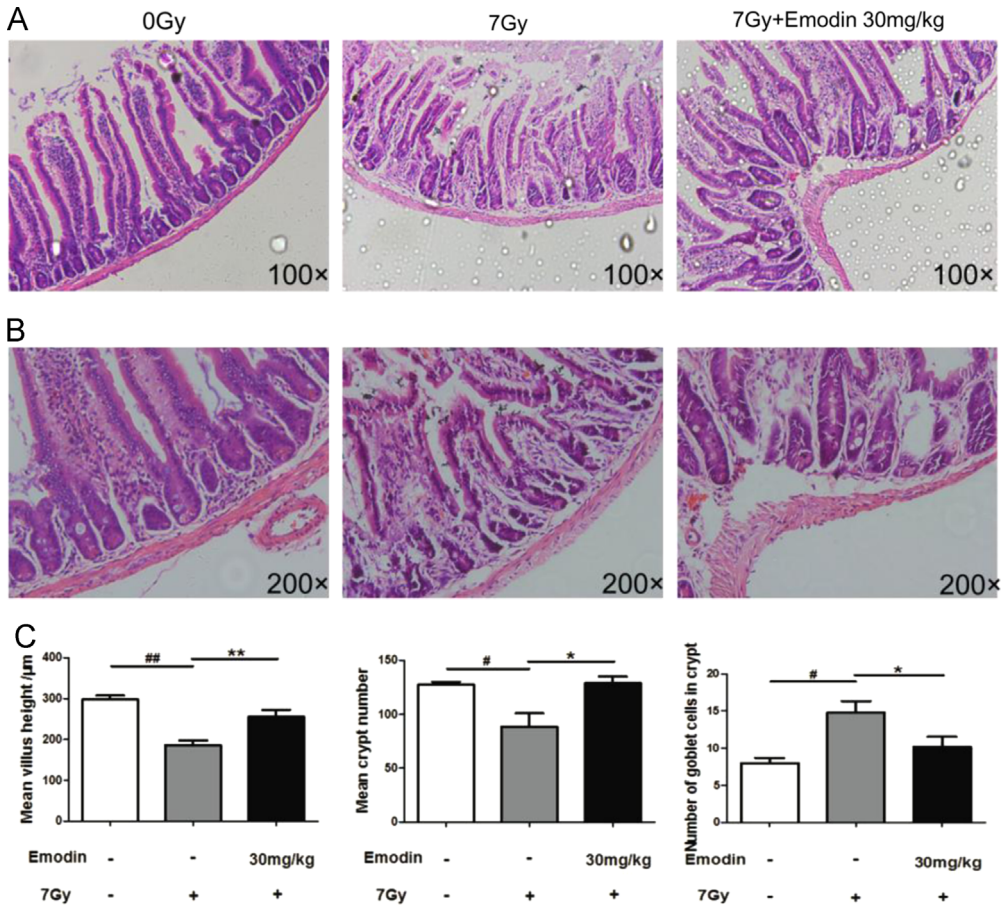 A
0Gy
7Gy
7Gy+Emodin 30mg/kg
100×
100×
100×
B
200×
200×
200×
C
Mean villus height /μm
400
300
200
100
0
##
**
Mean crypt number
150
100
50
0
#
*
Number of goblet cells in crypt
20
15
10
5
0
#
*
Emodin - - 30mg/kg
7Gy - + +
- - 30mg/kg
- + +
Emodin - - 30mg/kg
7Gy - + +